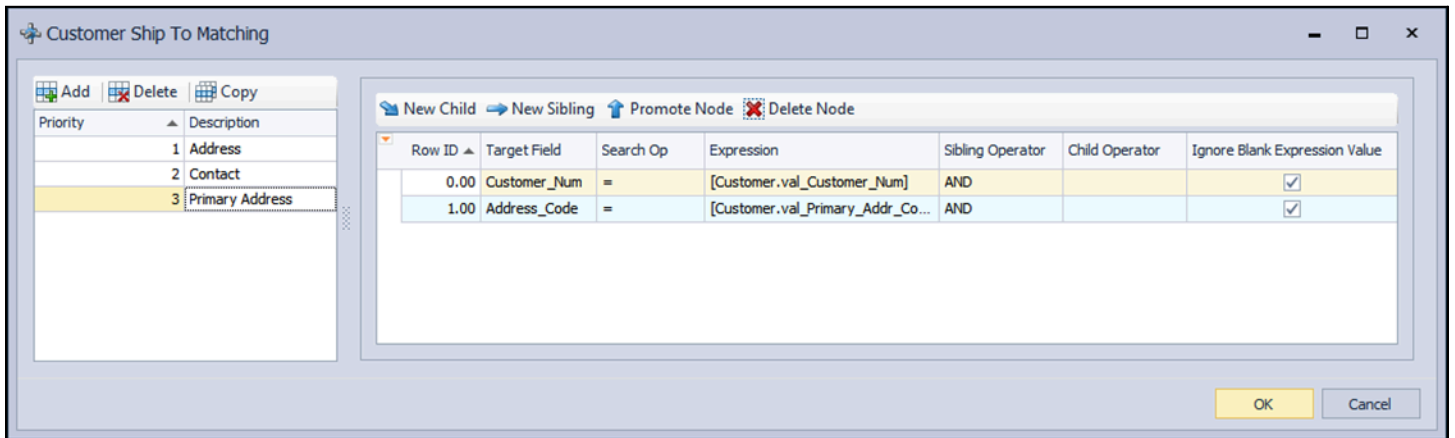 Customer Ship To Matching
Add Delete Copy
Priority Description
1 Address
2 Contact
3 Primary Address
New Child New Sibling Promote Node Delete Node
Row ID Target Field Search Op Expression Sibling Operator Child Operator Ignore Blank Expression Value
0.00 Customer_Num = [Customer.val_Customer_Num] AND
1.00 Address_Code = [Customer.val_Primary_Addr_Co... AND
OK Cancel